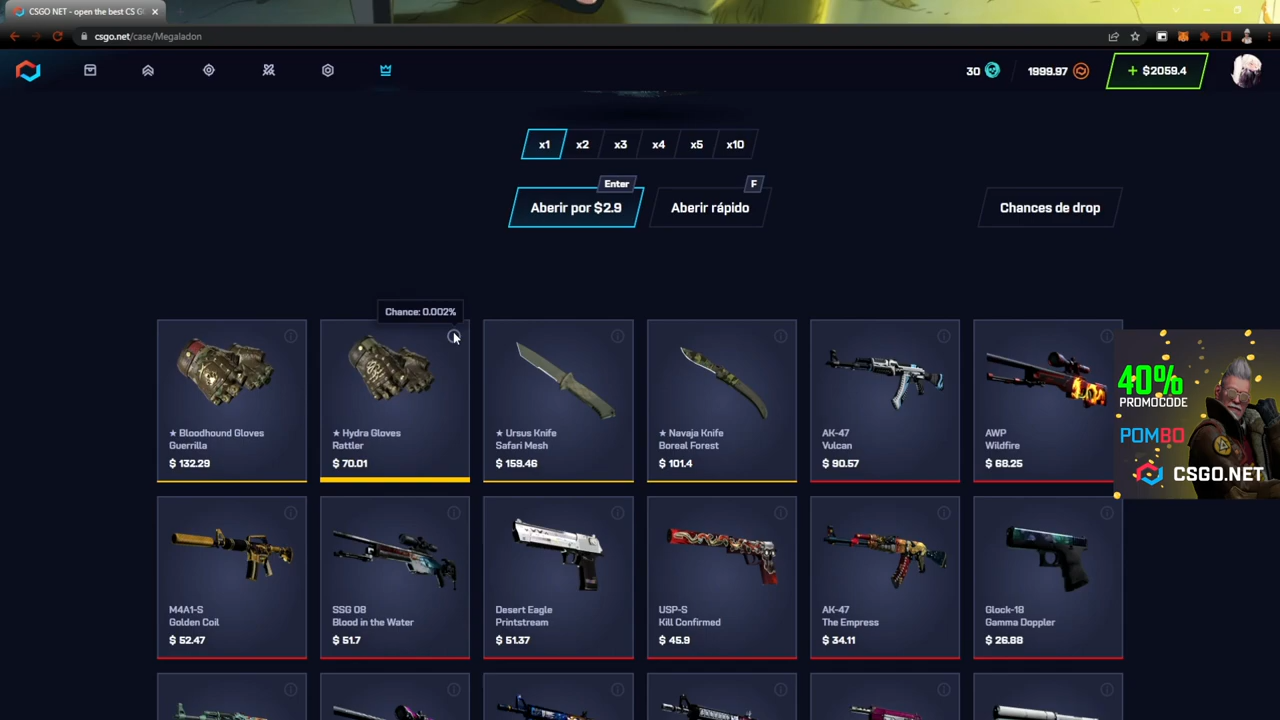 CSGO NET - open the best CS G
csgo.net/case/Megaladon
30
1999.97
+ $2059.4
x1
x2
x3
x4
x5
x10
Enter
F
Aberir por $2.9
Aberir rápido
Chances de drop
Chance: 0.002%
★ Bloodhound Gloves
Guerrilla
$ 132.29
★ Hydra Gloves
Rattler
$ 70.01
★ Ursus Knife
Safari Mesh
$ 159.46
★ Navaja Knife
Boreal Forest
$ 101.4
AK-47
Vulcan
$ 90.57
AWP
Wildfire
$ 68.25
40%
PROMOCODE
POMBO
CSGO.NET
M4A1-S
Golden Coil
$ 52.47
SSG 08
Blood in the Water
$ 51.7
Desert Eagle
Printstream
$ 51.37
USP-S
Kill Confirmed
$ 45.9
AK-47
The Empress
$ 34.11
Glock-18
Gamma Doppler
$ 26.88